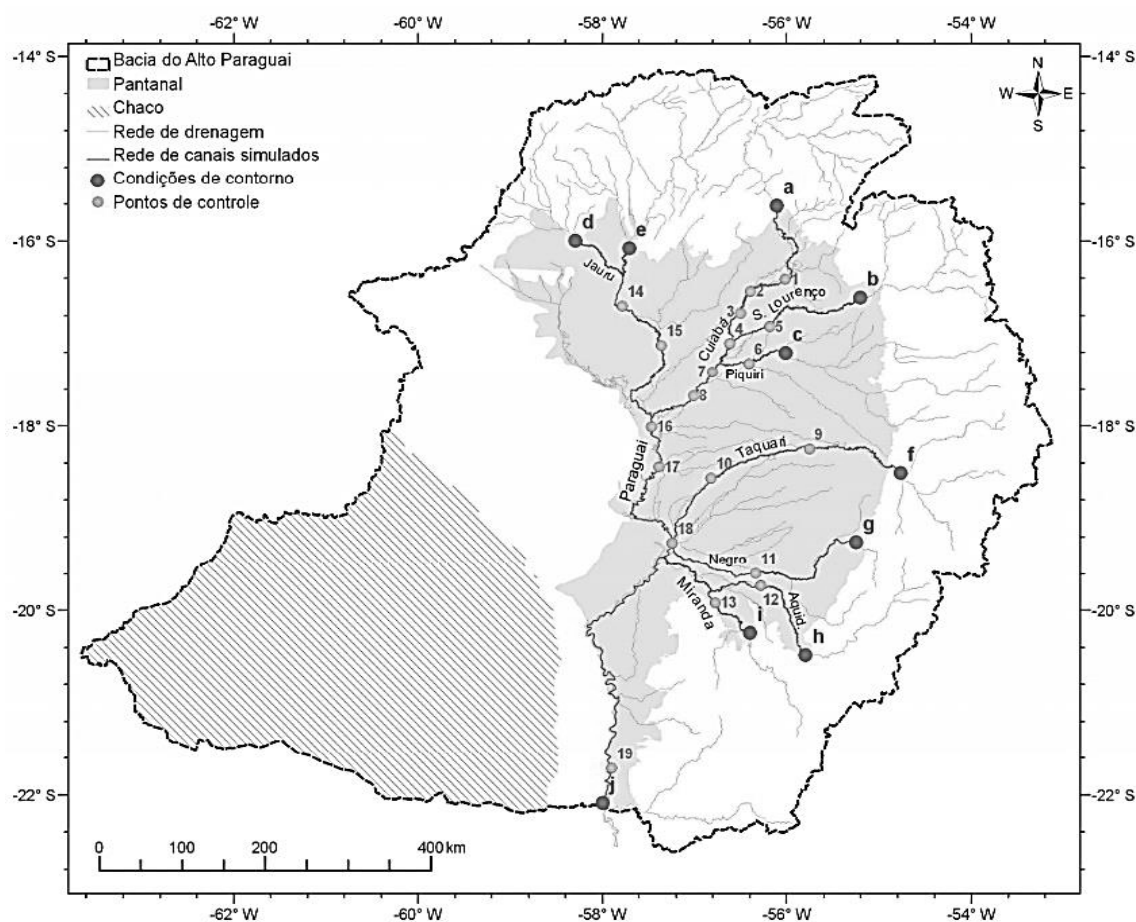 -62° W -60° W -58° W -56° W -54° W
-14° S -14° S
Bacia do Alto Paraguai
Pantanal
Chaco
Rede de drenagem
Rede de canais simulados
Condições de contorno
Pontos de controle
N
W E
S
a
d e
-16° S -16° S
Jauru
b
1
2
S. Lourenço
14
3
5
4
c
15
Cuiabá
6
7
Piquiri
8
-18° S -18° S
16
9
Taquari
f
17
10
Paraguai
g
18
Negro
11
12
Aquid.
-20° S -20° S
13
Miranda
i
h
19
-22° S -22° S
j
0 100 200 400 km
-62° W -60° W -58° W -56° W -54° W